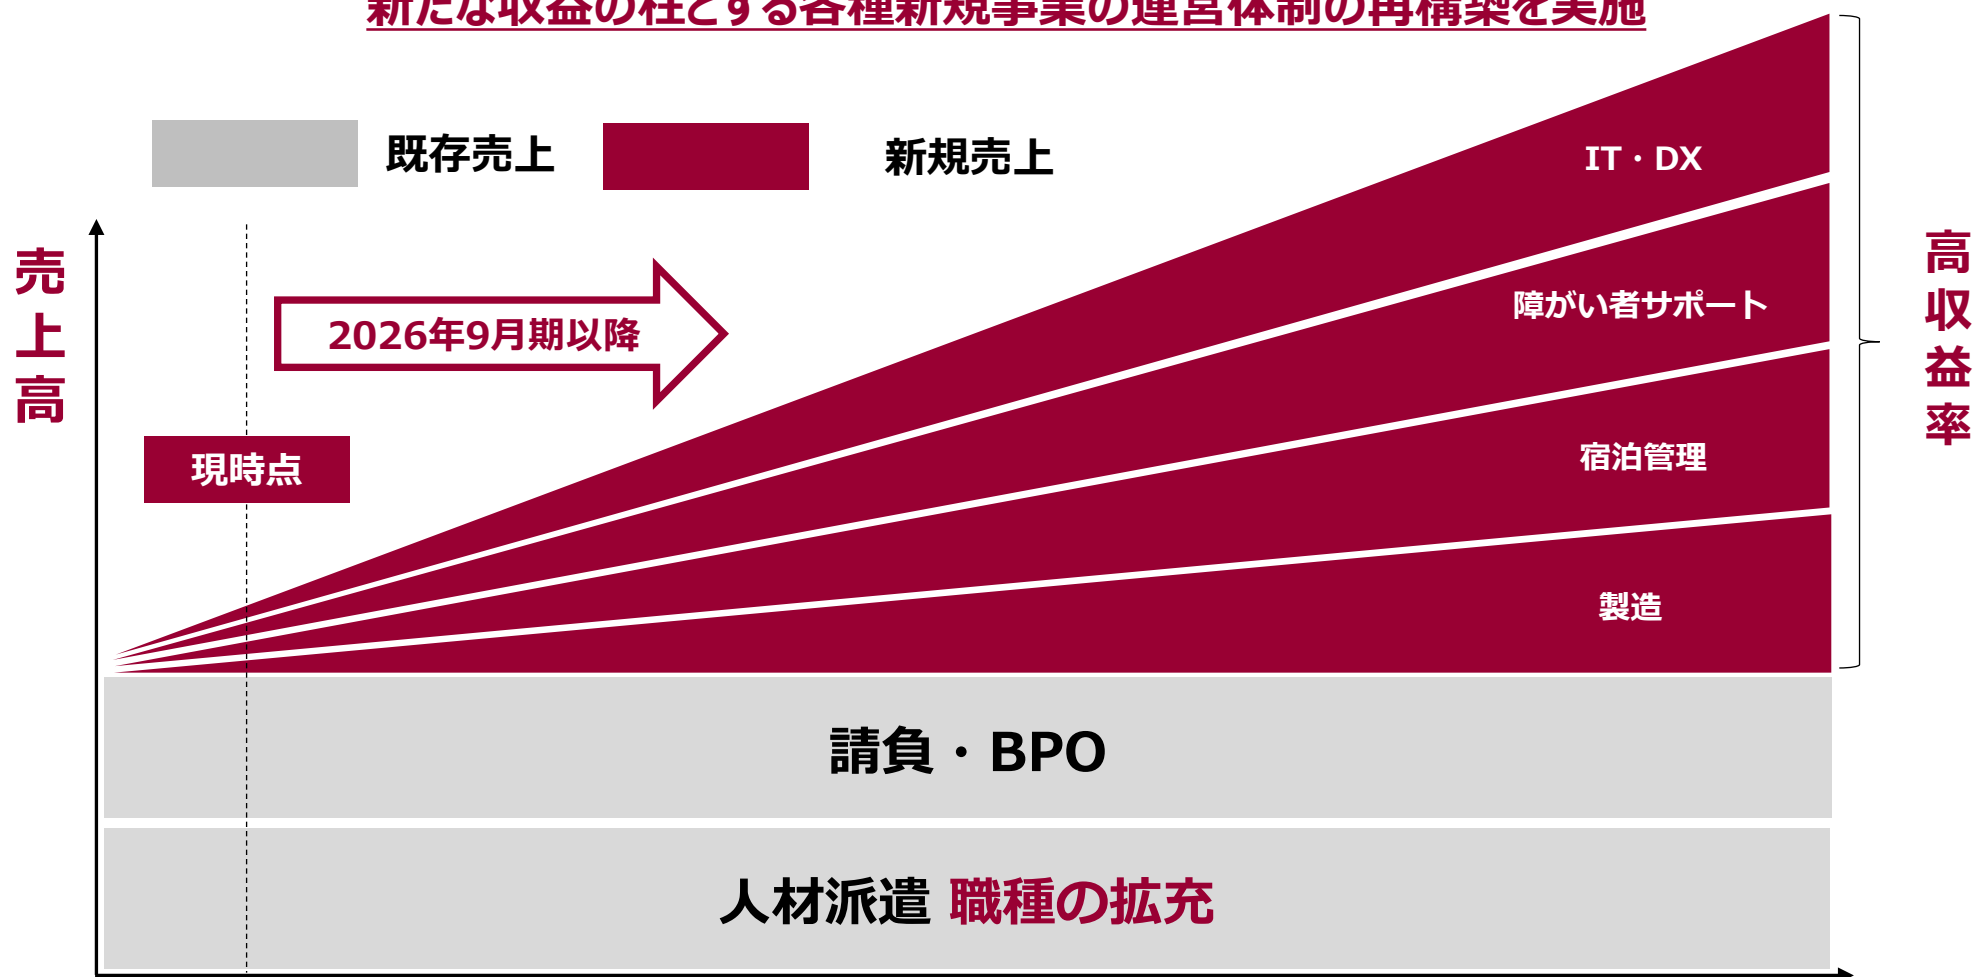 新たな収益の柱とする各種新規事業の運営体制の再構築を実施
既存売上
新規売上
売上高
2026年9月期以降
現時点
IT・DX
障がい者サポート
宿泊管理
製造
高収益率
請負・BPO
人材派遣 職種の拡充